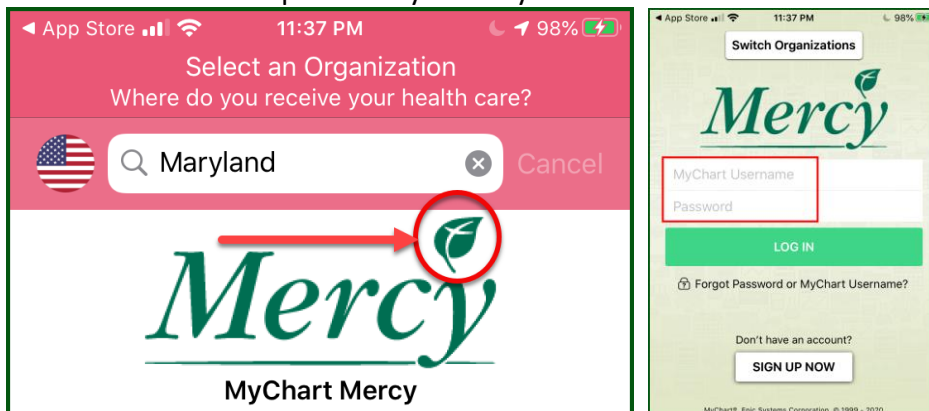 App Store 11:37 PM 98%
Select an Organization
Where do you receive your health care?
Maryland
Cancel
Mercy
MyChart Mercy
App Store 11:37 PM 98%
Switch Organizations
Mercy
MyChart Username
Password
LOG IN
Forgot Password or MyChart Username?
Don't have an account?
SIGN UP NOW
MyChart®, Epic Systems Corporation, © 1999 - 2020